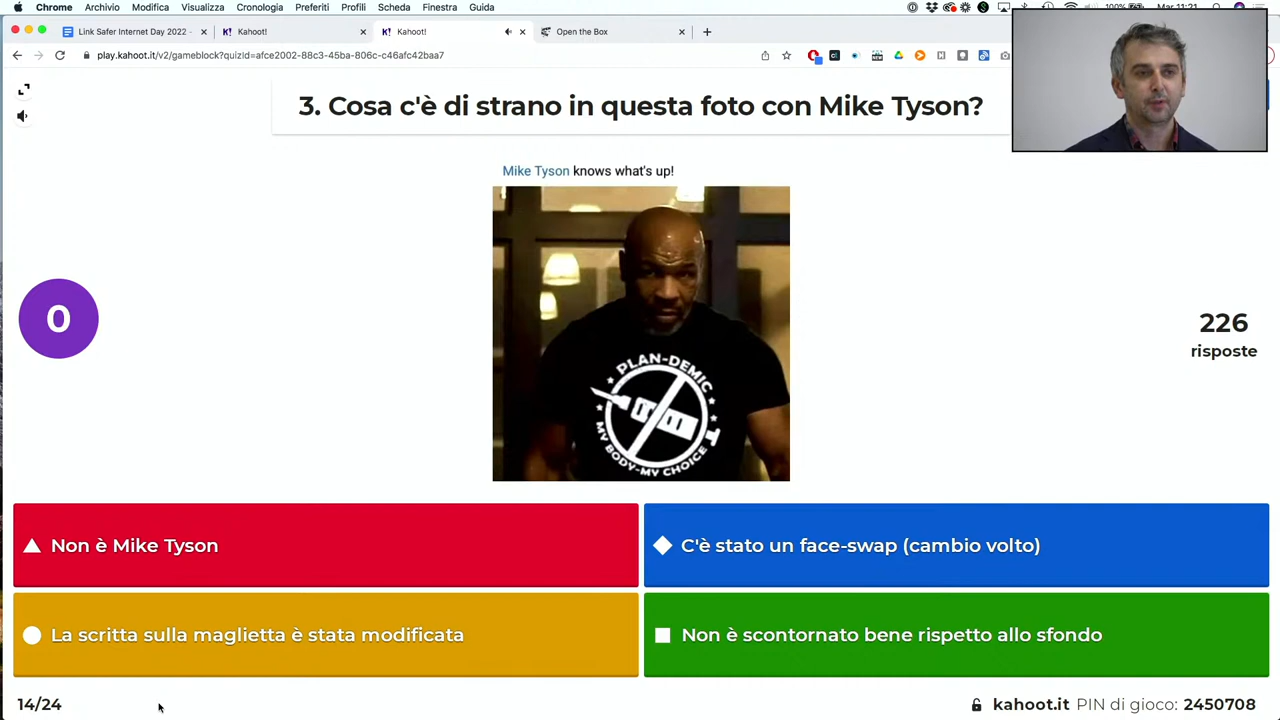 Chrome Archivio Modifica Visualizza Cronologia Preferiti Profili Scheda Finestra Guida
100% Mar 11:21
Link Safer Internet Day 2022 - Kahoot! Kahoot! Open the Box
play.kahoot.it/v2/gameblock?quizId=afce2002-88c3-45ba-806c-c46afc42baa7
3. Cosa c'è di strano in questa foto con Mike Tyson?
Mike Tyson knows what's up!
PLAN-DEMIC
MY BODY-MY CHOICE
0
226
risposte
Non è Mike Tyson
C'è stato un face-swap (cambio volto)
La scritta sulla maglietta è stata modificata
Non è scontornato bene rispetto allo sfondo
14/24
kahoot.it PIN di gioco: 2450708